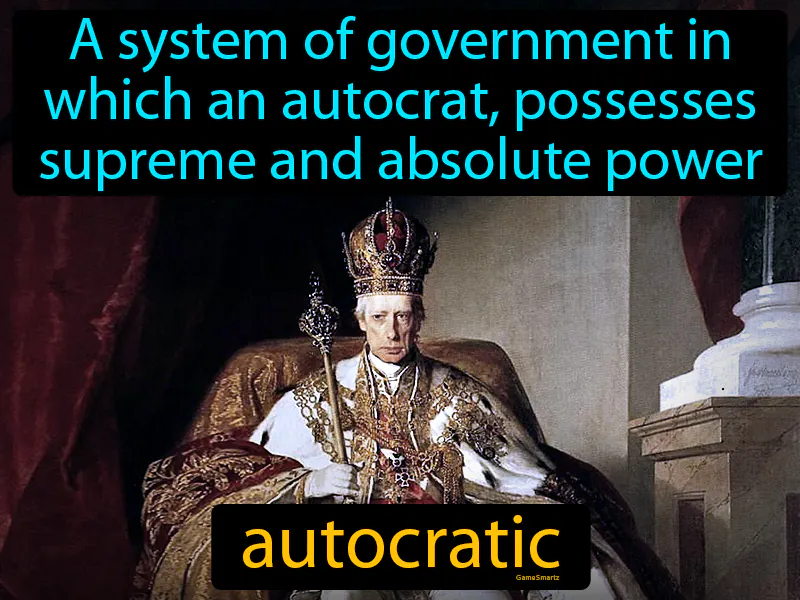 A system of government in
which an autocrat, possesses
supreme and absolute power
autocratic
GameSmartz